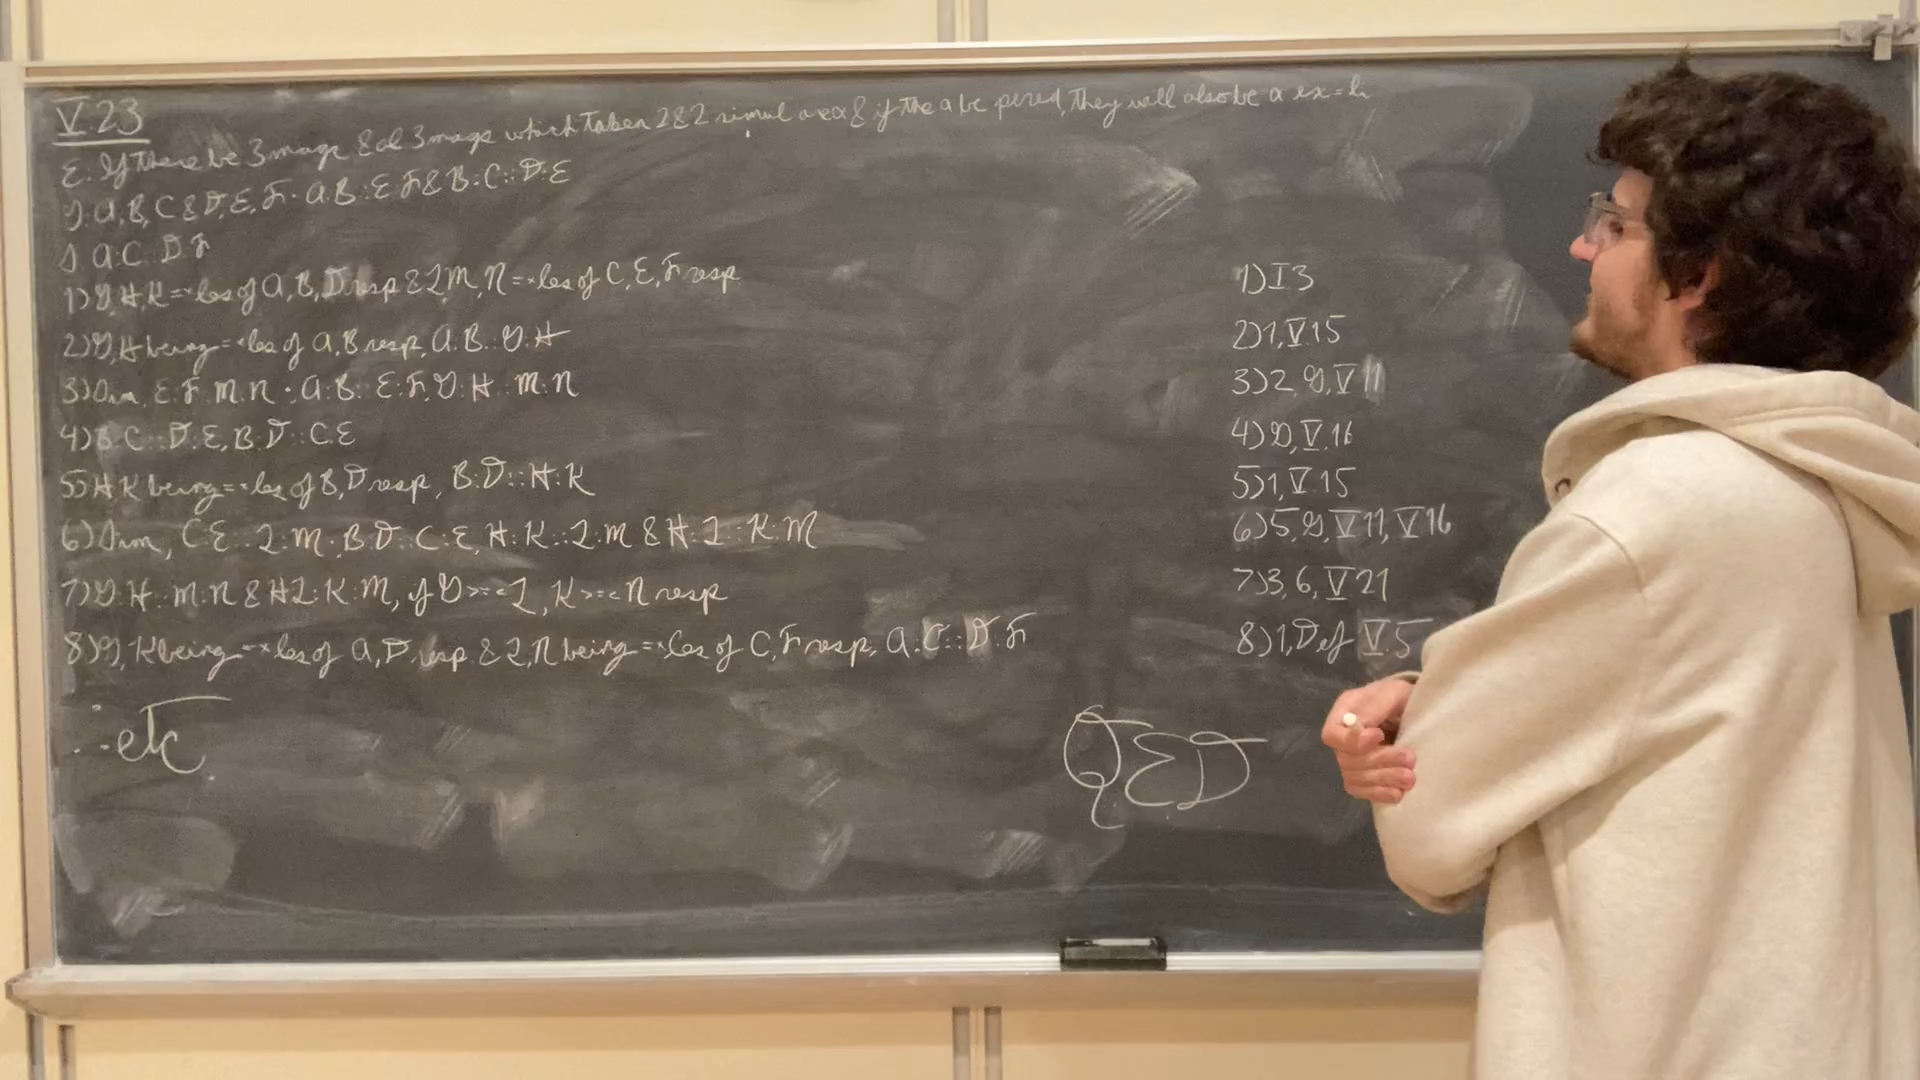 V.23
E: If there be 3 mags & al 3 mags which taken 2&2 simul a ex & if the a be pered, they will also be a ex=li
G: A,B,C & D,E,F. A:B::E:F & B:C::D:E
S: A:C::D:F
1) G,H,K=×les of A,B,D resp & L,M,N=×les of C,E,F resp 1) I 3
2) G,H being=×les of A,B resp, A:B::G:H 2) 1, V.15
3) Sim, E:F::M:N ∴ A:B::E:F, G:H::M:N 3) 2, G, V 11
4) B:C::D:E, B:D::C:E 4) G, V.16
5) H,K being=×les of B,D resp, B:D::H:K 5) 1, V.15
6) Sim, C:E::L:M ∴ B:D::C:E, H:K::L:M & H:L::K:M 6) 5, G, V 11, V 16
7) G:H::M:N & H:L::K:M, if G>=<L, K>=<N resp 7) 3, 6, V 21
8) G,K being=×les of A,D resp & L,N being=×les of C,F resp, A:C::D:F 8) 1, Def V.5
∴ etc QED